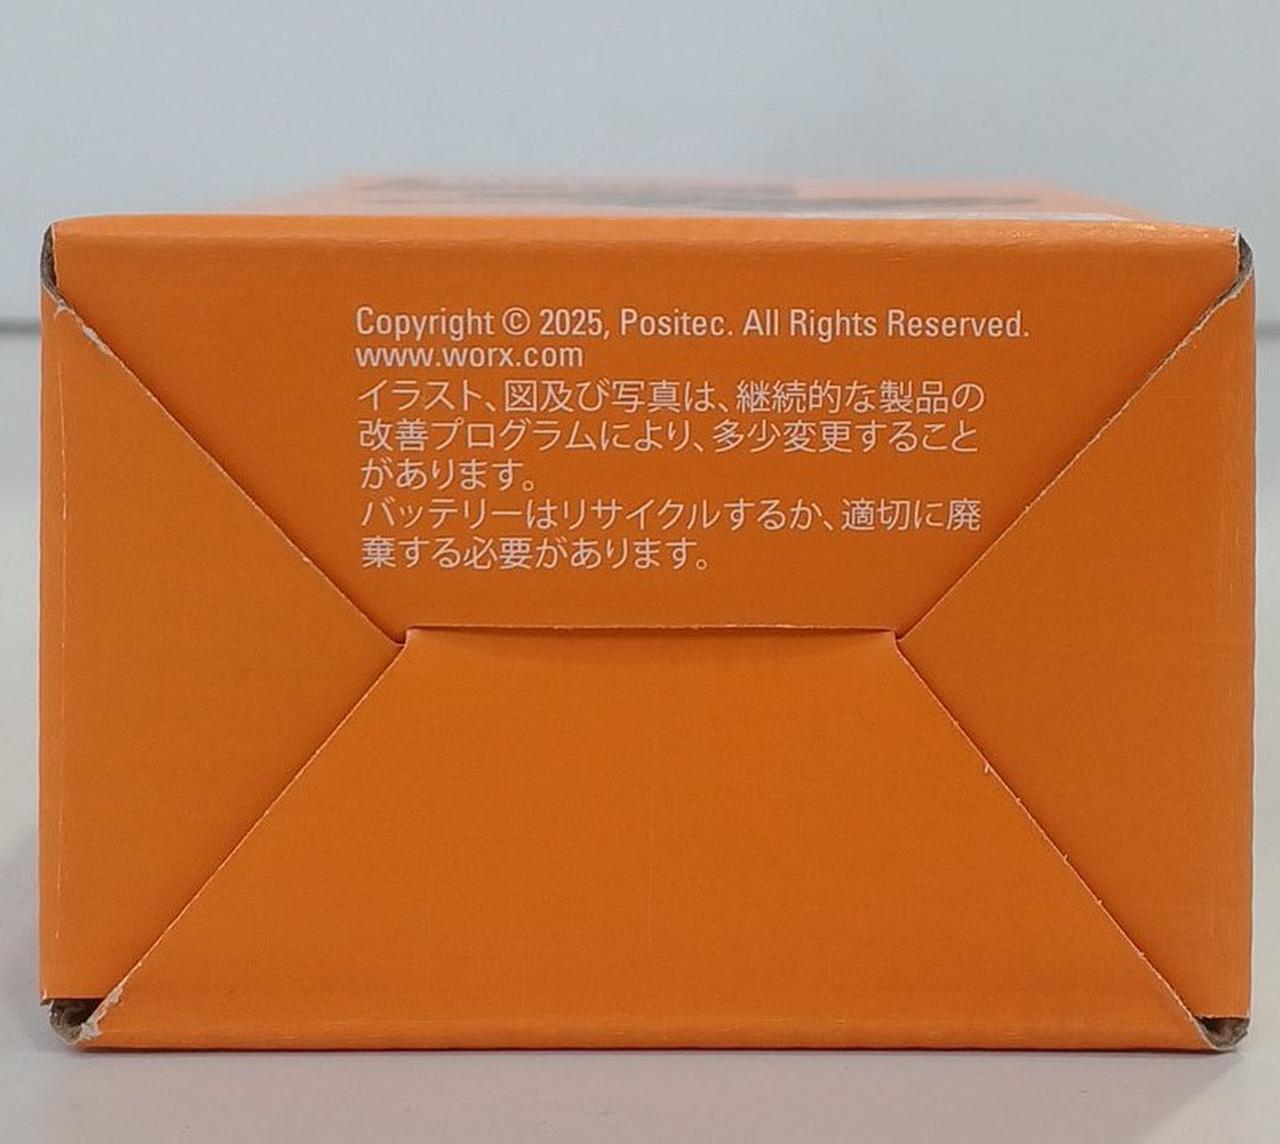 Copyright © 2025, Positec. All Rights Reserved.
www.worx.com
イラスト、図及び写真は、継続的な製品の
改善プログラムにより、多少変更すること
があります。
バッテリーはリサイクルするか、適切に廃
棄する必要があります。